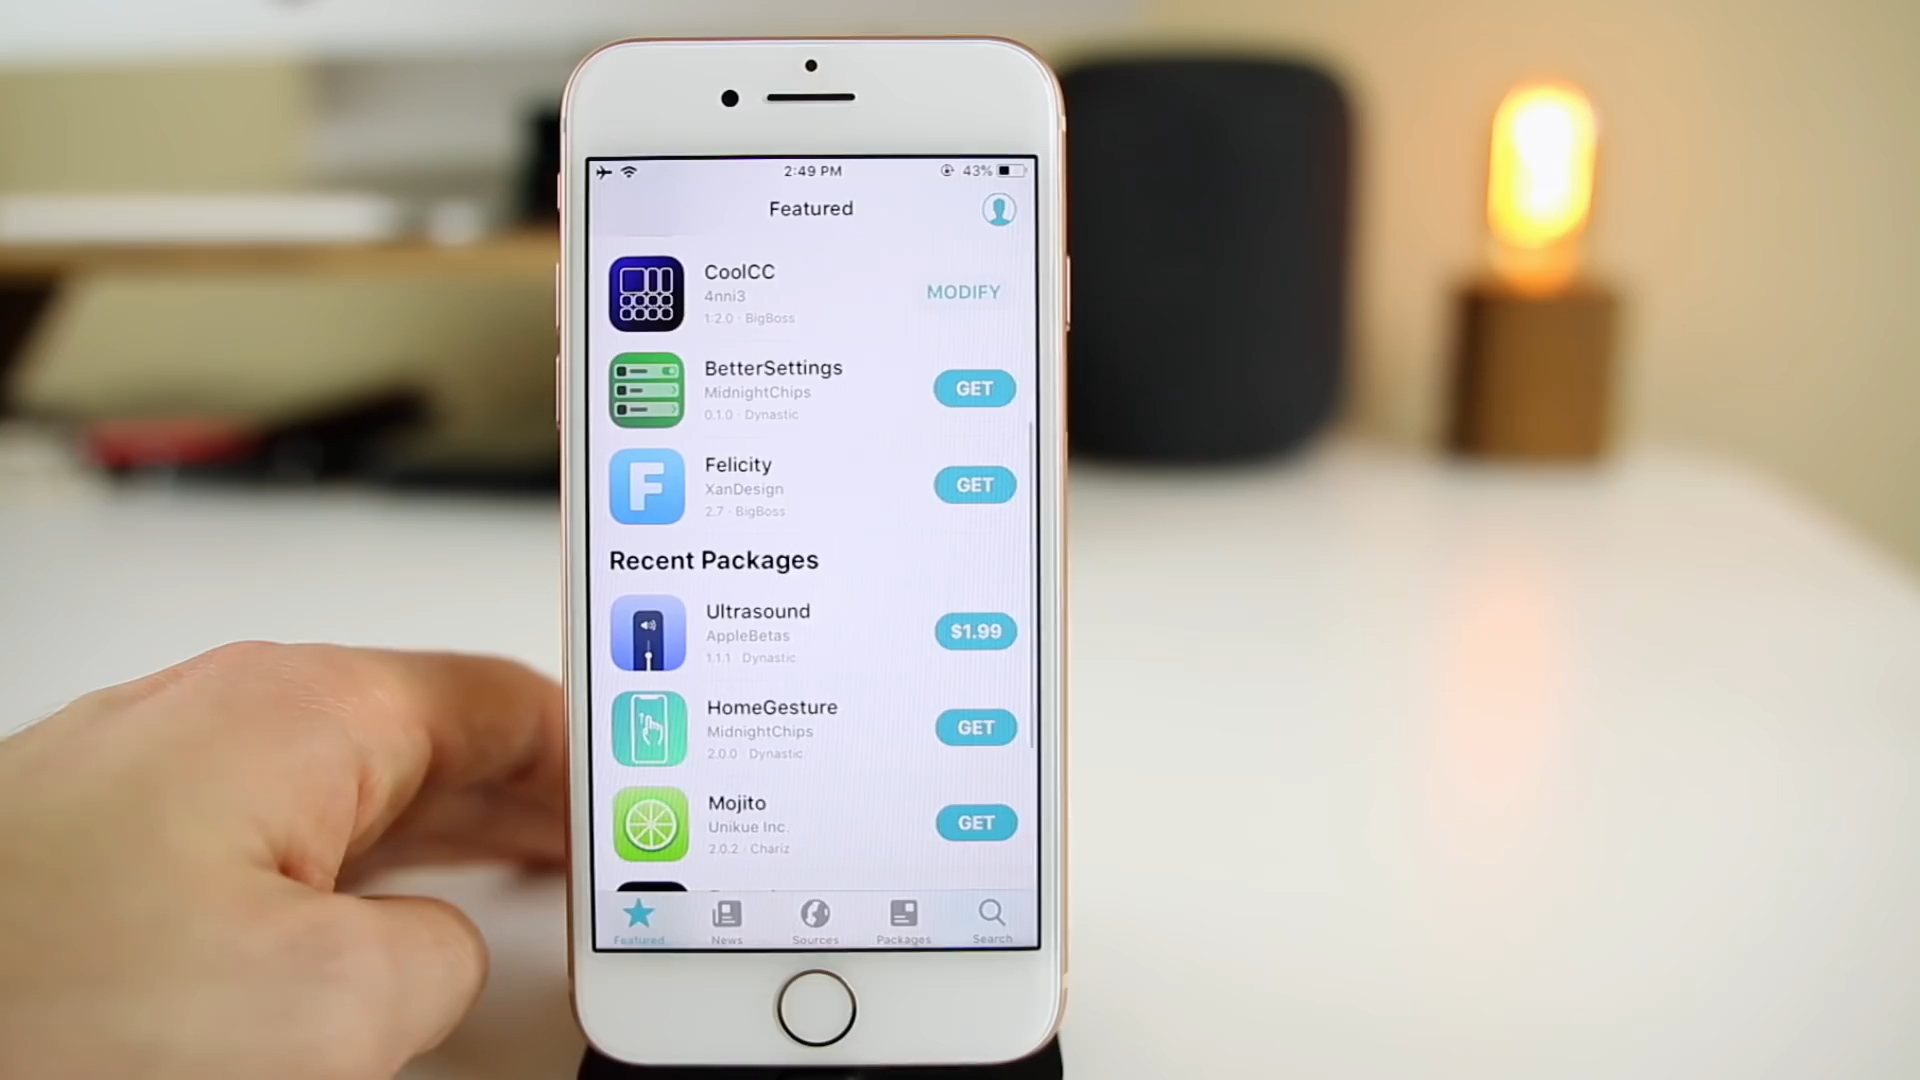 2:49 PM
43%
Featured
CoolCC
4nni3
MODIFY
1:2.0 · BigBoss
BetterSettings
MidnightChips
GET
0.1.0 · Dynastic
F
Felicity
XanDesign
GET
2.7 · BigBoss
Recent Packages
Ultrasound
AppleBetas
$1.99
1.1.1 · Dynastic
HomeGesture
MidnightChips
GET
2.0.0 · Dynastic
Mojito
Unikue Inc.
GET
2.0.2 · Chariz
Featured
News
Sources
Packages
Search